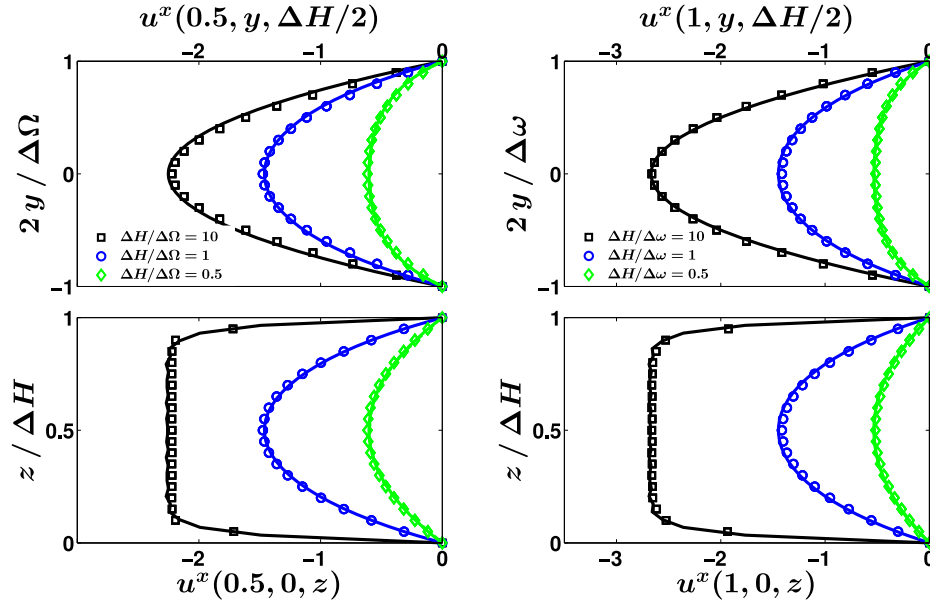 u^x(0.5, y, ΔH/2)
−2 −1 0
1
0
−1
2 y / ΔΩ
ΔH/ΔΩ = 10
ΔH/ΔΩ = 1
ΔH/ΔΩ = 0.5
u^x(1, y, ΔH/2)
−3 −2 −1 0
1
0
−1
2 y / Δω
ΔH/Δω = 10
ΔH/Δω = 1
ΔH/Δω = 0.5
1
0.5
0
z / ΔH
−2 −1 0
u^x(0.5, 0, z)
1
0.5
0
z / ΔH
−3 −2 −1 0
u^x(1, 0, z)